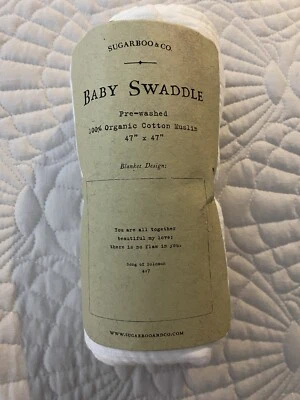 SUGARBOO & CO.
BABY SWADDLE
Pre-washed
100% Organic Cotton Muslin
47" x 47"
Blanket Design:
You are all together
beautiful my love;
there is no flaw in you.
Song of Solomon
4:7
WWW.SUGARBOOANDCO.COM